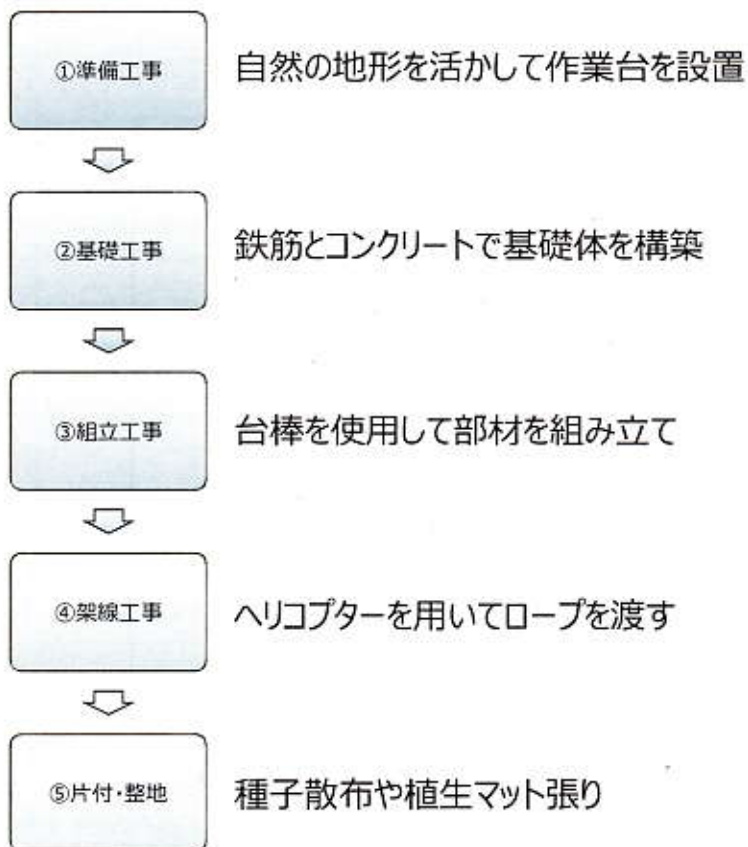 ①準備工事
自然の地形を活かして作業台を設置
②基礎工事
鉄筋とコンクリートで基礎体を構築
③組立工事
台棒を使用して部材を組み立て
④架線工事
ヘリコプターを用いてロープを渡す
⑤片付・整地
種子散布や植生マット張り